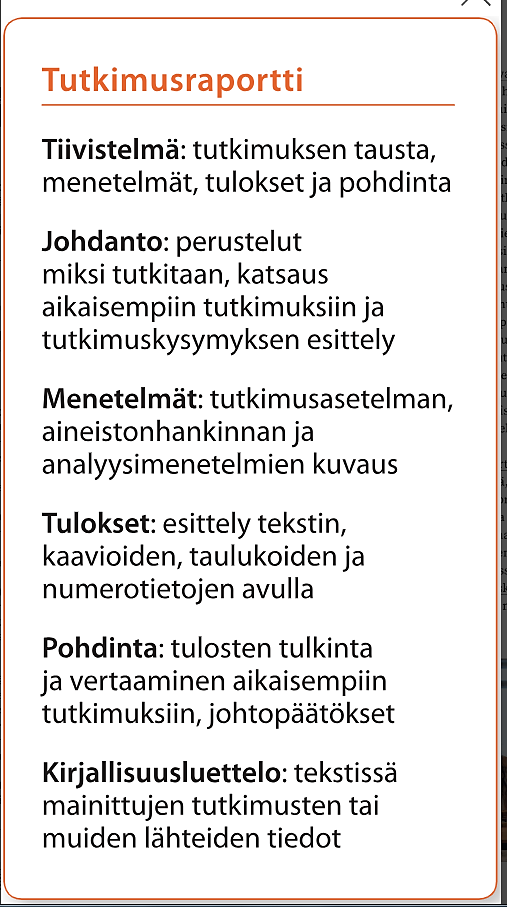 Tutkimusraportti
Tiivistelmä: tutkimuksen tausta,
menetelmät, tulokset ja pohdinta
Johdanto: perustelut
miksi tutkitaan, katsaus
aikaisempiin tutkimuksiin ja
tutkimuskysymyksen esittely
Menetelmät: tutkimusasetelman,
aineistonhankinnan ja
analyysimenetelmien kuvaus
Tulokset: esittely tekstin,
kaavioiden, taulukoiden ja
numerotietojen avulla
Pohdinta: tulosten tulkinta
ja vertaaminen aikaisempiin
tutkimuksiin, johtopäätökset
Kirjallisuusluettelo: tekstissä
mainittujen tutkimusten tai
muiden lähteiden tiedot